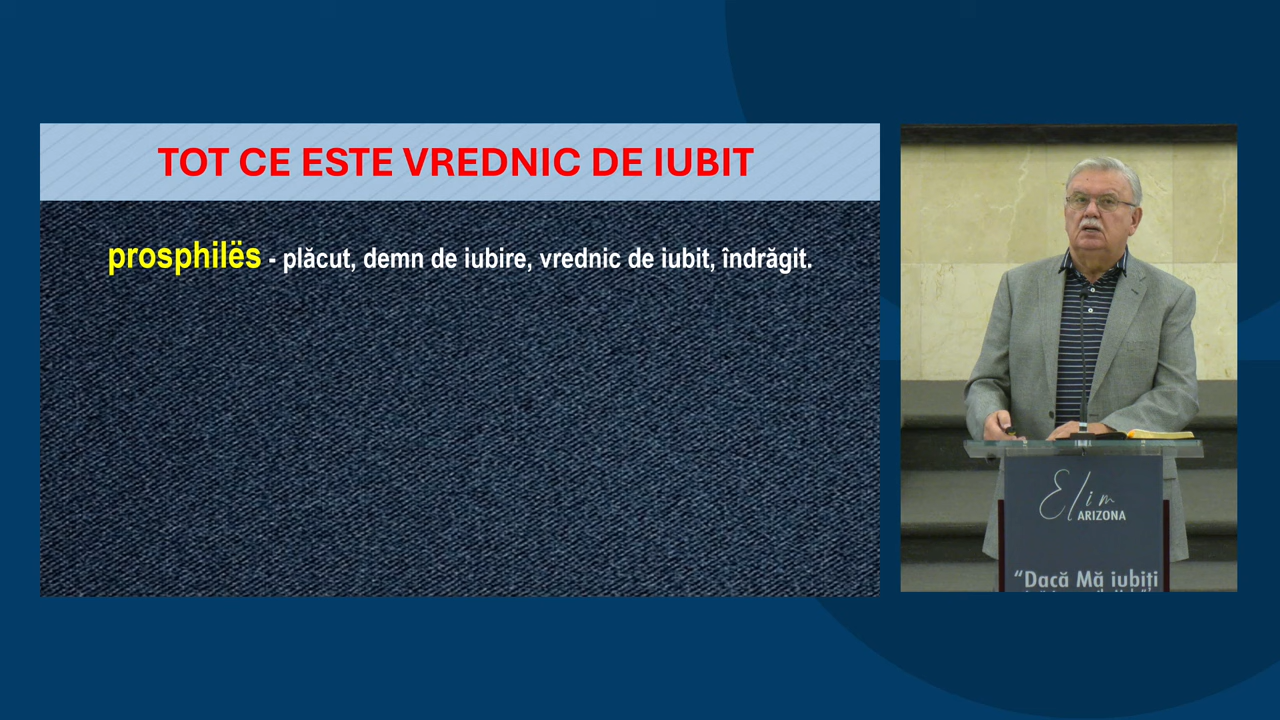 TOT CE ESTE VREDNIC DE IUBIT
prosphilës - plăcut, demn de iubire, vrednic de iubit, îndrăgit.
Elim
ARIZONA
“Dacă Mă iubiți